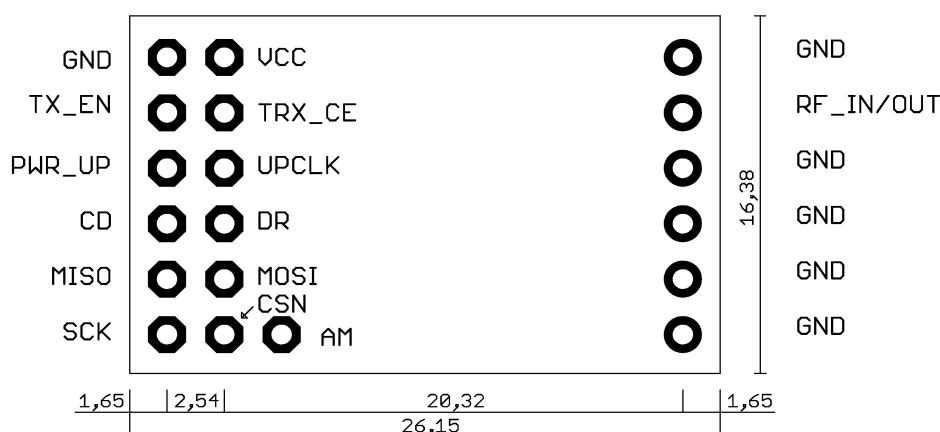 GND VCC GND
TX_EN TRX_CE RF_IN/OUT
PWR_UP UPCLK GND
16,38
CD DR GND
MISO MOSI GND
CSN
SCK AM GND
1,65 2,54 20,32 1,65
26,15